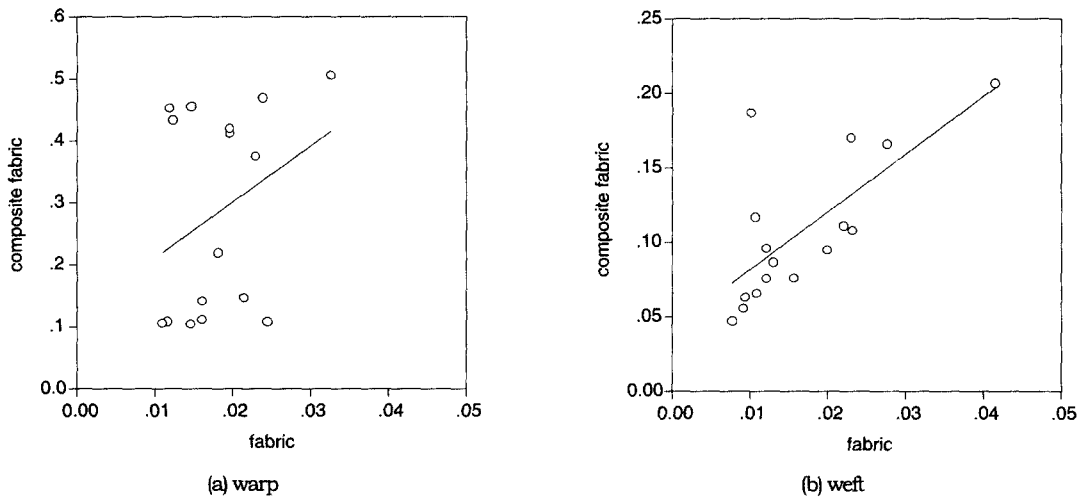 .6
.5
.4
.3
.2
.1
0.0
composite fabric
0.00 .01 .02 .03 .04 .05
fabric
(a) warp
.25
.20
.15
.10
.05
0.00
composite fabric
0.00 .01 .02 .03 .04 .05
fabric
(b) weft